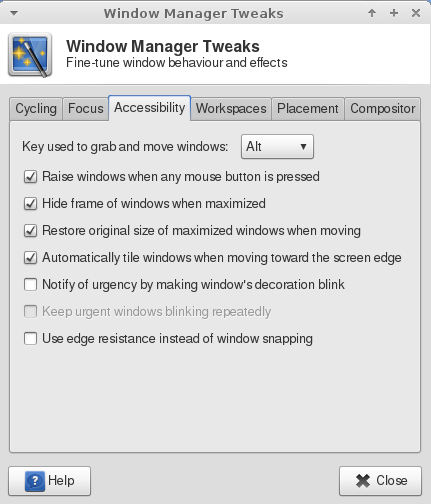 Window Manager Tweaks
Window Manager Tweaks
Fine-tune window behaviour and effects
Cycling Focus Accessibility Workspaces Placement Compositor
Key used to grab and move windows: Alt
Raise windows when any mouse button is pressed
Hide frame of windows when maximized
Restore original size of maximized windows when moving
Automatically tile windows when moving toward the screen edge
Notify of urgency by making window's decoration blink
Keep urgent windows blinking repeatedly
Use edge resistance instead of window snapping
? Help Close